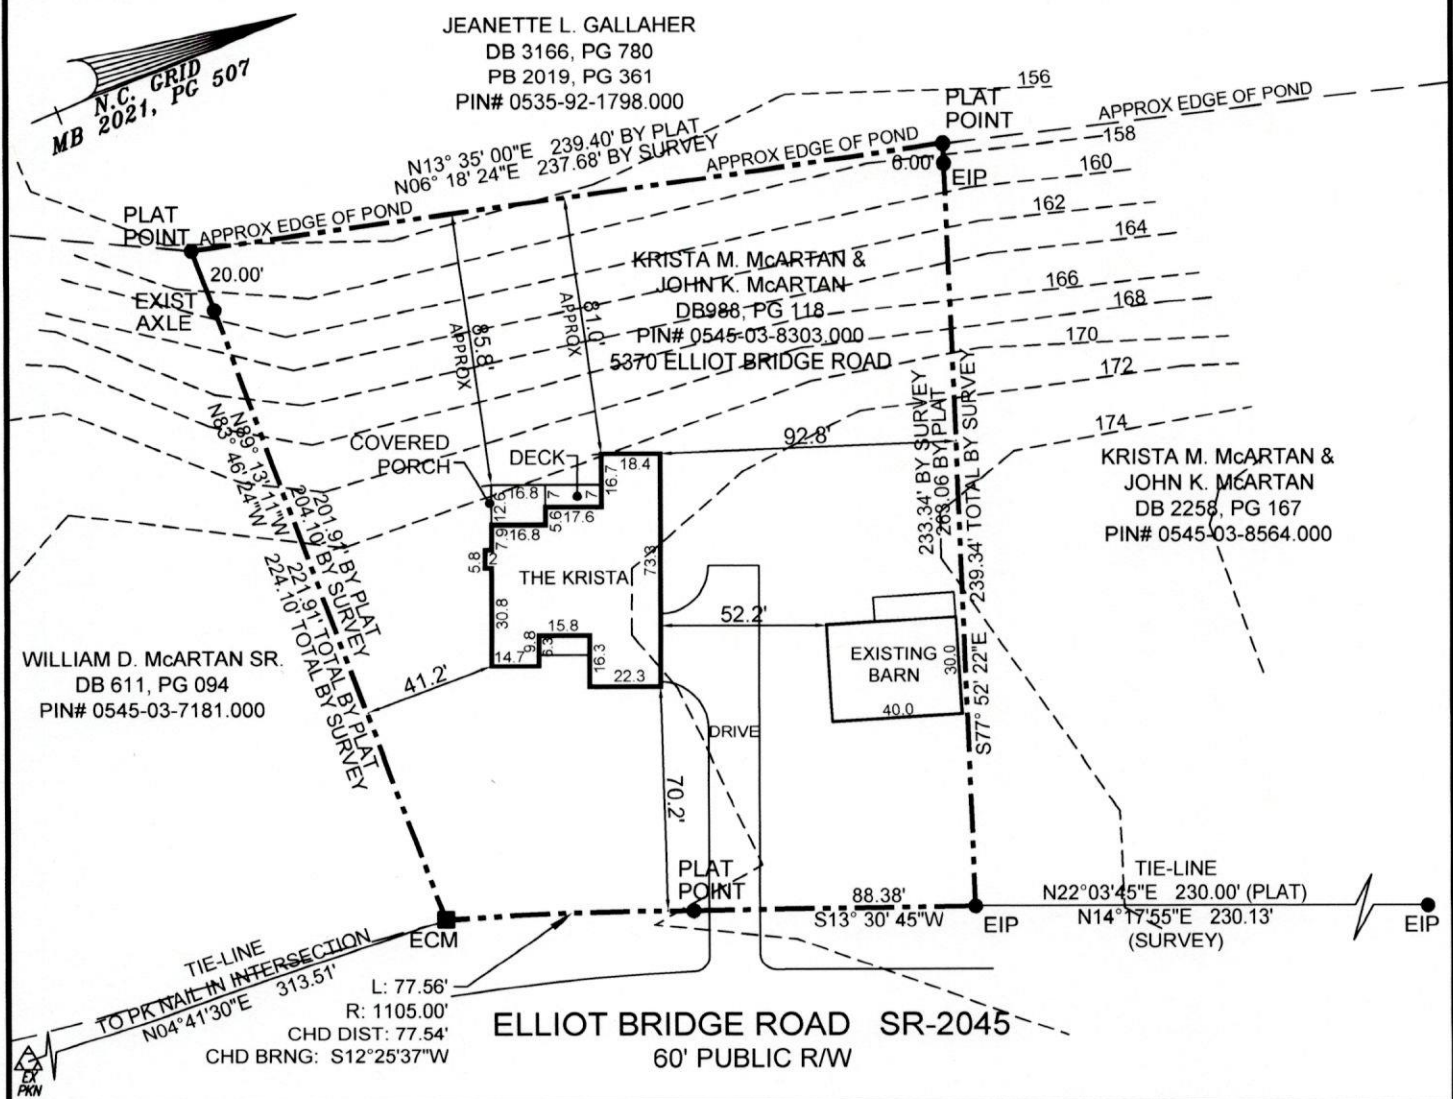 JEANETTE L. GALLAHER
DB 3166, PG 780
PB 2019, PG 361
PIN# 0535-92-1798.000
N.C. GRID
MB 2021, PG 507
N13° 35' 00"E 239.40' BY PLAT
N06° 18' 24"E 237.68' BY SURVEY
APPROX EDGE OF POND
APPROX EDGE OF POND
APPROX EDGE OF POND
PLAT
POINT
156
158
160
162
164
166
168
170
172
174
6.00'
EIP
PLAT
POINT
20.00'
EXIST
AXLE
85.8'
APPROX
81.0'
APPROX
KRISTA M. McARTAN &
JOHN K. McARTAN
DB988, PG 118
PIN# 0545-03-8303.000
5370 ELLIOT BRIDGE ROAD
N89° 13' 11"W 201.91' BY PLAT
N83° 46' 24"W 204.10' BY SURVEY
221.91' TOTAL BY PLAT
224.10' TOTAL BY SURVEY
COVERED
PORCH
DECK
92.8'
233.34' BY SURVEY
263.06 BY PLAT
239.34' TOTAL BY SURVEY
S77° 52' 22"E
KRISTA M. McARTAN &
JOHN K. McARTAN
DB 2258, PG 167
PIN# 0545-03-8564.000
18.4
16.7
16.8
7
7
12.6
17.6
5.6
16.8
7.9
2
5.8
THE KRISTA
73.3
30.8
15.8
9.8
6.3
14.7
16.3
22.3
52.2'
EXISTING
BARN
30.0
40.0
WILLIAM D. McARTAN SR.
DB 611, PG 094
PIN# 0545-03-7181.000
41.2'
DRIVE
70.2'
PLAT
POINT
88.38'
S13° 30' 45"W
EIP
TIE-LINE
N22°03'45"E 230.00' (PLAT)
N14°17'55"E 230.13'
(SURVEY)
EIP
ECM
TIE-LINE
TO PK NAIL IN INTERSECTION
N04°41'30"E 313.51'
L: 77.56'
R: 1105.00'
CHD DIST: 77.54'
CHD BRNG: S12°25'37"W
ELLIOT BRIDGE ROAD SR-2045
60' PUBLIC R/W
EX
PKN